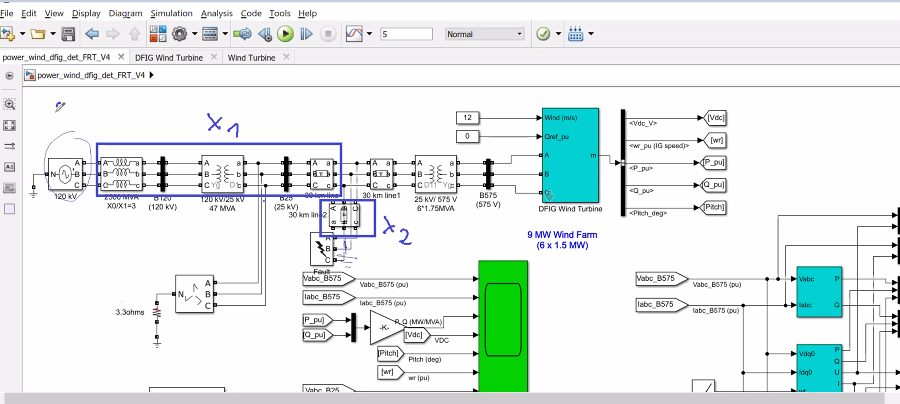 File Edit View Display Diagram Simulation Analysis Code Tools Help
5
Normal
power_wind_dfig_det_FRT_V4
DFIG Wind Turbine
Wind Turbine
power_wind_dfig_det_FRT_V4
X1
12
Wind (m/s)
0
Qref_pu
A
B
m
<Vdc_V>
[Vdc]
<wr_pu (IG speed)>
[wr]
<P_pu>
[P_pu]
<Q_pu>
[Q_pu]
<Pitch_deg>
[Pitch]
DFIG Wind Turbine
9 MW Wind Farm
(6 x 1.5 MW)
N
A
B
C
120 kV
2500 MVA
X0/X1=3
B120
(120 kV)
120 kV/25 kV
47 MVA
B25
(25 kV)
30 km line1
25 kV/ 575 V
6*1.75MVA
B575
(575 V)
30 km line2
X2
Fault
N
A
B
C
3.3ohms
Vabc_B575
Vabc_B575 (pu)
Iabc_B575
Iabc_B575 (pu)
[P_pu]
[Q_pu]
-K-
P_Q (MW/MVA)
[Vdc]
VDC
[Pitch]
Pitch (deg)
[wr]
wr (pu)
Vabc_B25
Vabc_B575
Vabc_B575 (pu)
Iabc_B575
Iabc_B575 (pu)
Vabc
P
Iabc
Q
Vdq0
P
Q
Idq0
U
I